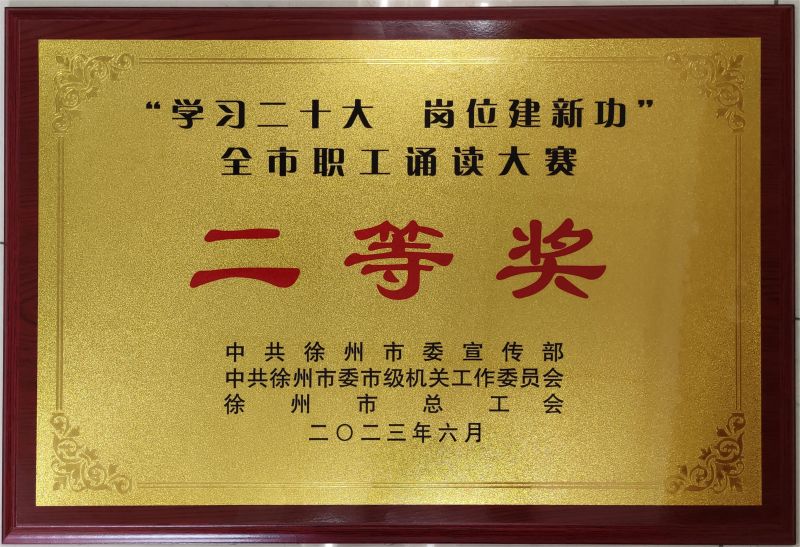 “学习二十大 岗位建新功”
全市职工诵读大赛
二等奖
中共徐州市委宣传部
中共徐州市委市级机关工作委员会
徐州市总工会
二〇二三年六月